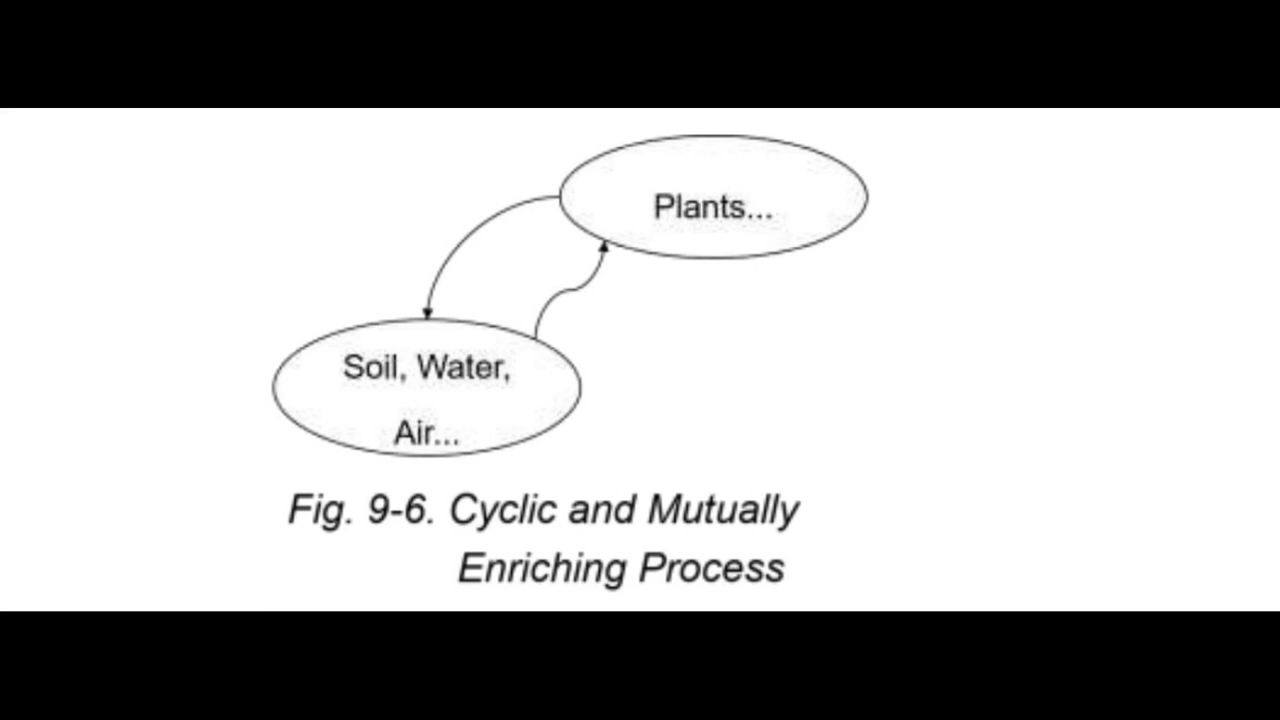 Plants...
Soil, Water,
Air...
Fig. 9-6. Cyclic and Mutually
Enriching Process